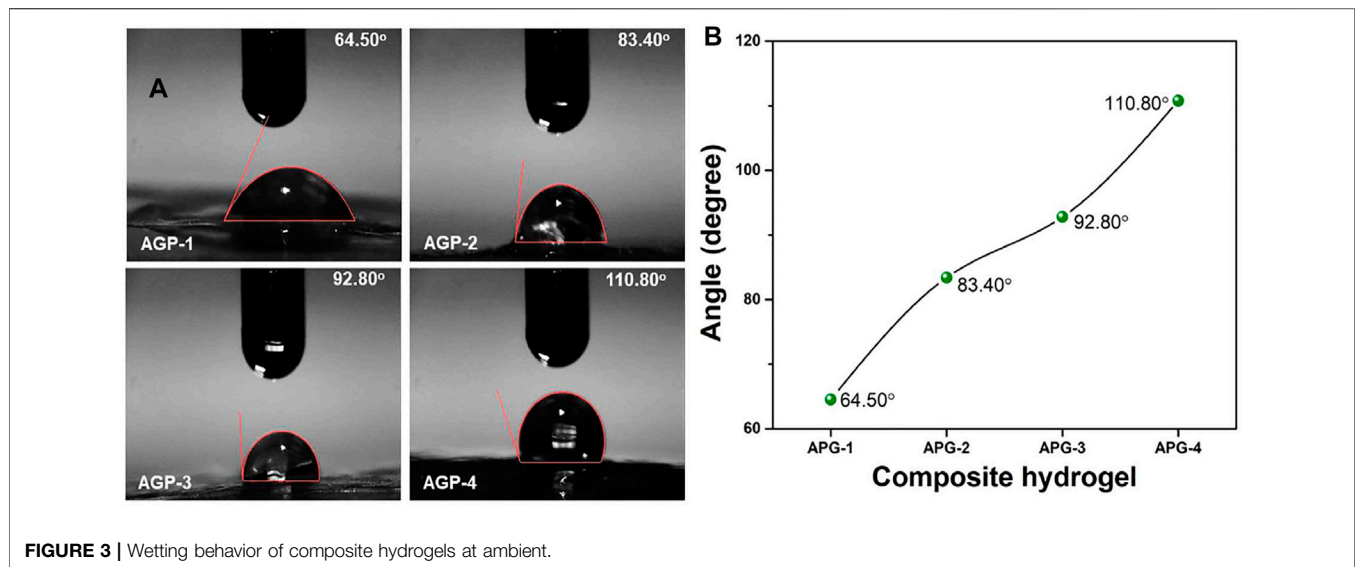 A
64.50°
AGP-1
83.40°
AGP-2
92.80°
AGP-3
110.80°
AGP-4
B
Angle (degree)
120
100
80
60
64.50°
83.40°
92.80°
110.80°
APG-1 APG-2 APG-3 APG-4
Composite hydrogel
FIGURE 3 | Wetting behavior of composite hydrogels at ambient.